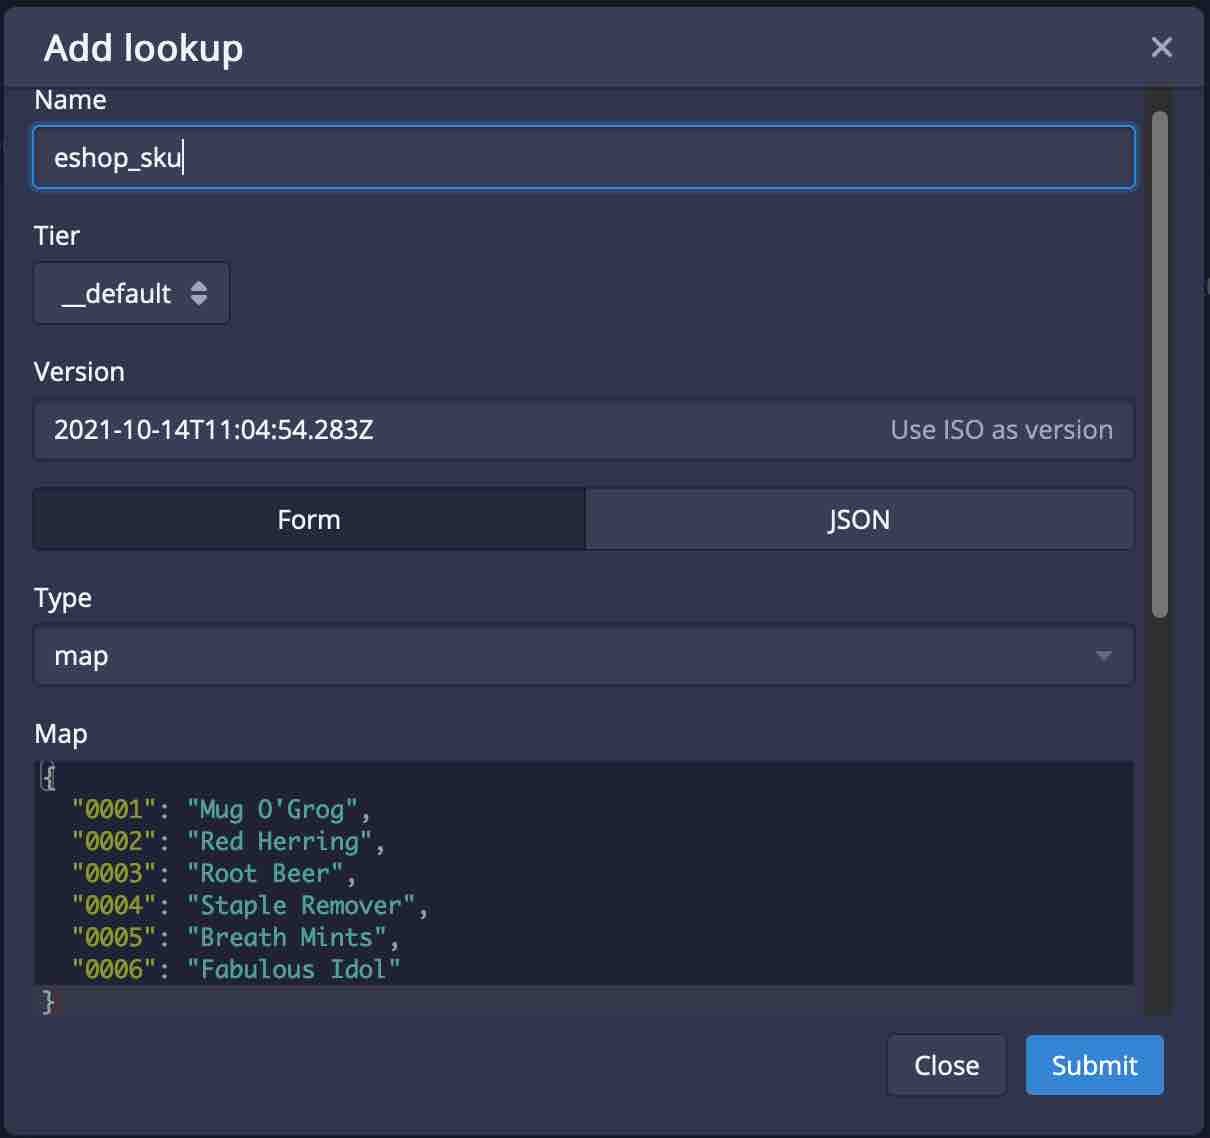 Add lookup
Name
eshop_sku
Tier
__default
Version
2021-10-14T11:04:54.283Z Use ISO as version
Form JSON
Type
map
Map
{
"0001": "Mug O'Grog",
"0002": "Red Herring",
"0003": "Root Beer",
"0004": "Staple Remover",
"0005": "Breath Mints",
"0006": "Fabulous Idol"
}
Close Submit